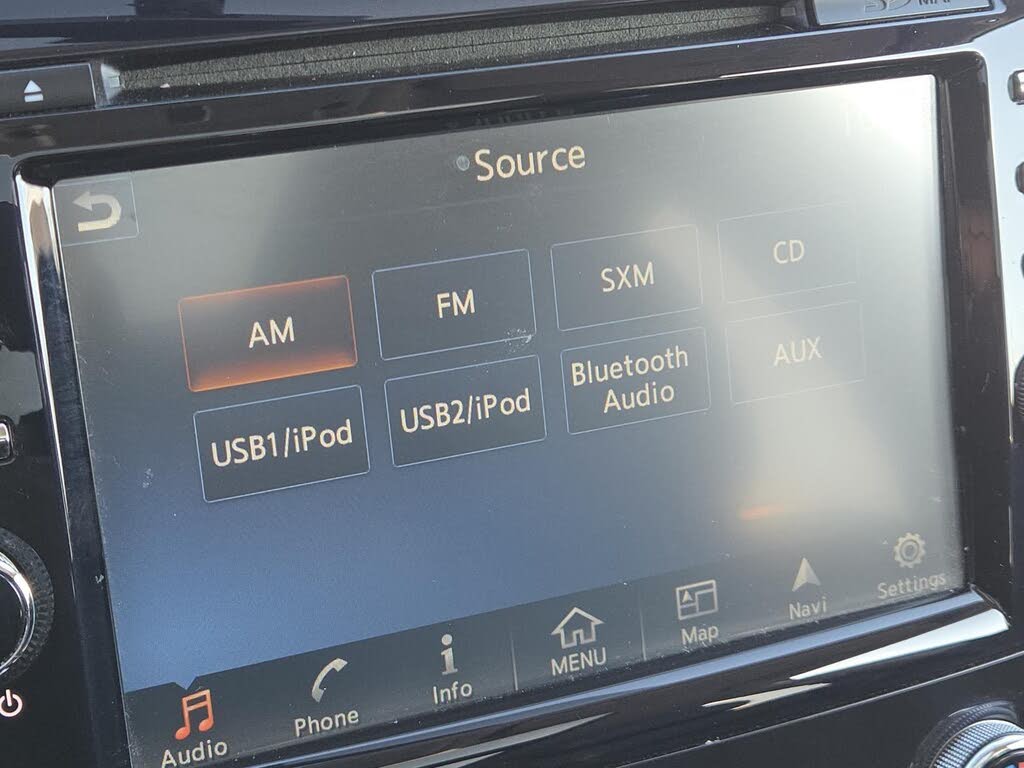 Source
AM
FM
SXM
CD
USB1/iPod
USB2/iPod
Bluetooth
Audio
AUX
Audio
Phone
Info
MENU
Map
Navi
Settings